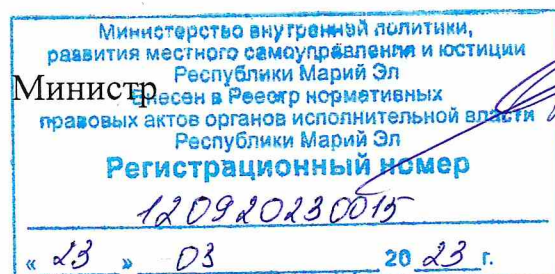 Министерство внутренней политики,
развития местного самоуправления и юстиции
Республики Марий Эл
Министр
Внесен в Реестр нормативных
правовых актов органов исполнительной власти
Республики Марий Эл
Регистрационный номер
120920230015
« 23 » 03 20 23 г.